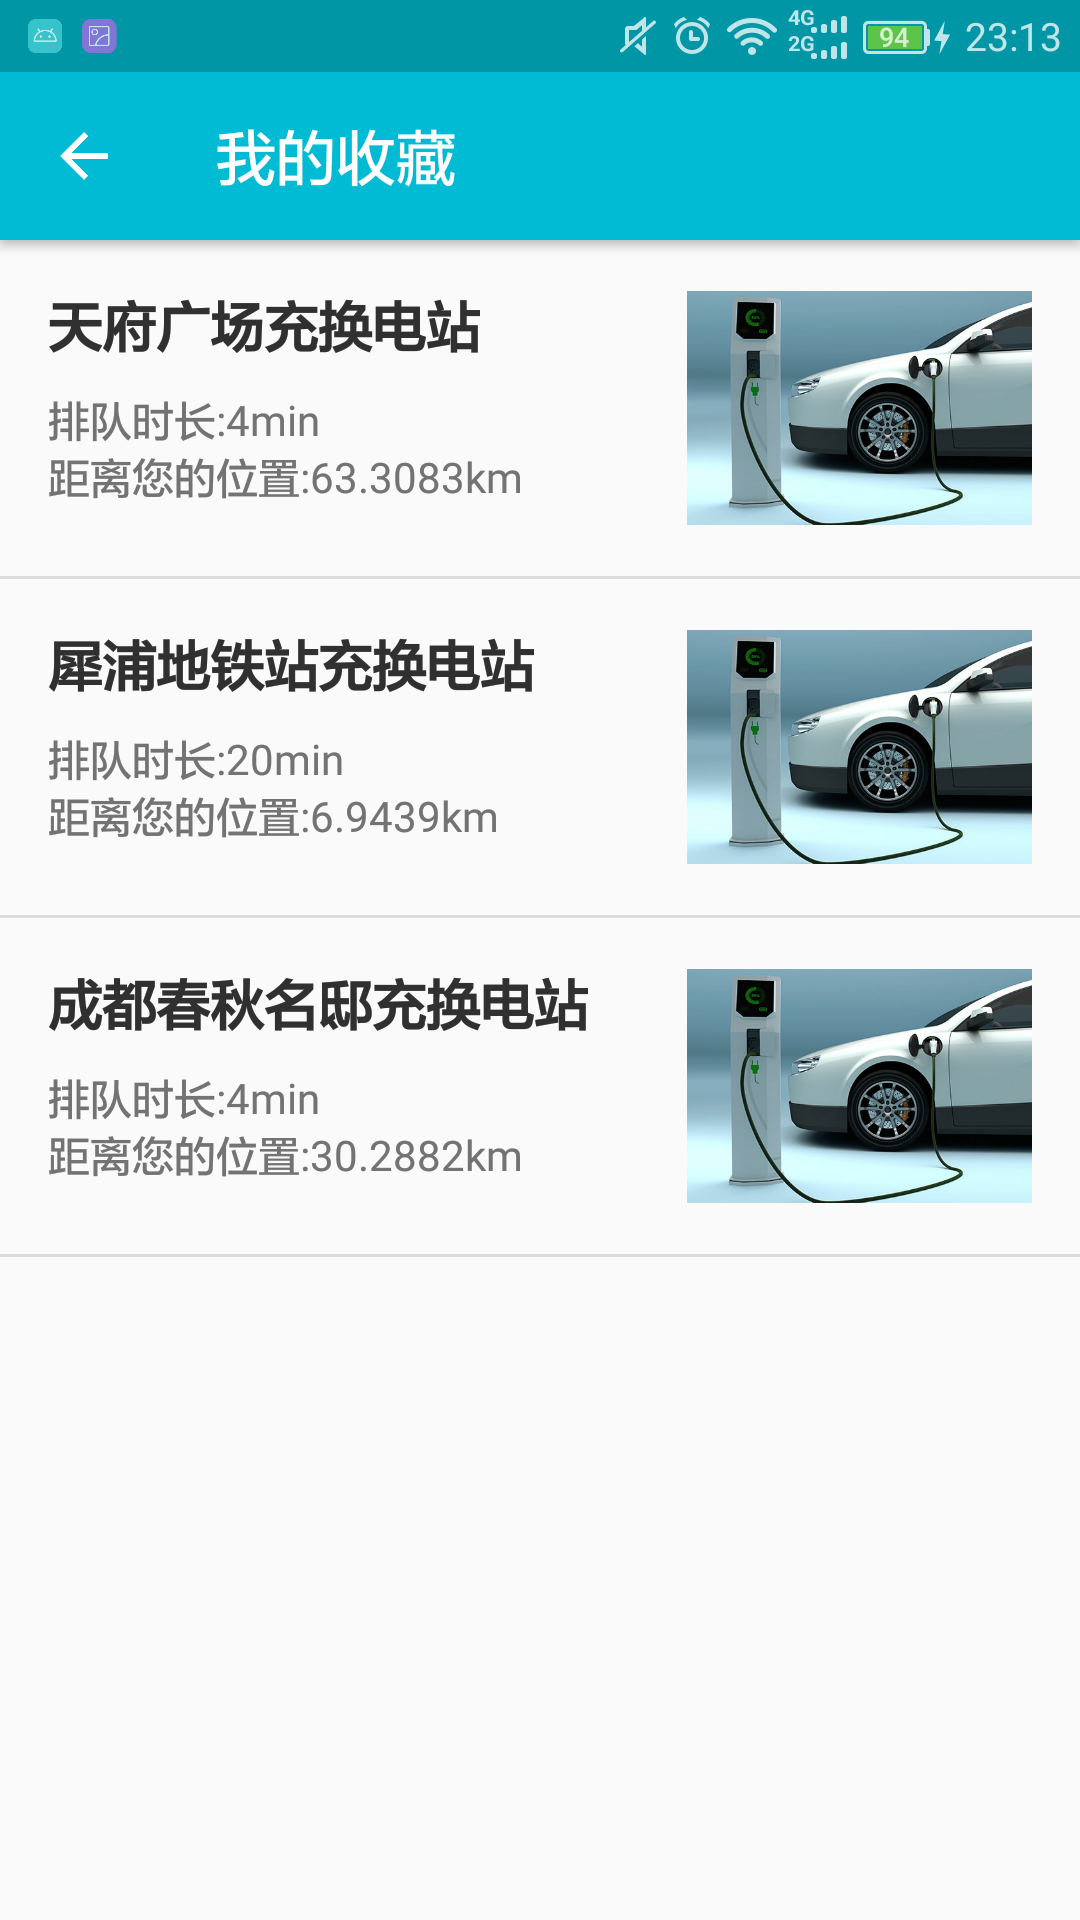 4G
2G
94
23:13
我的收藏
天府广场充换电站
排队时长:4min
距离您的位置:63.3083km
犀浦地铁站充换电站
排队时长:20min
距离您的位置:6.9439km
成都春秋名邸充换电站
排队时长:4min
距离您的位置:30.2882km